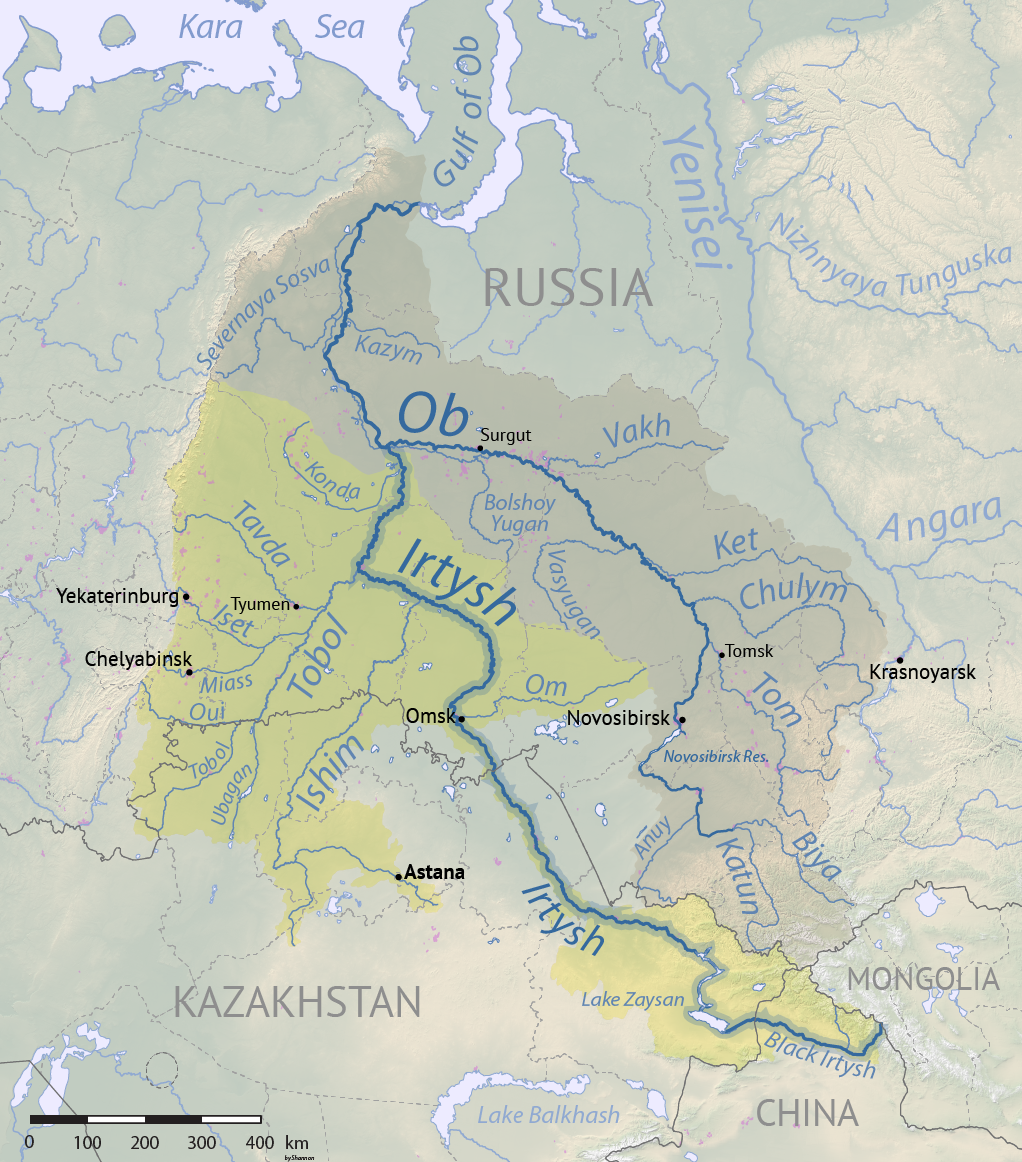 Kara Sea
Gulf of Ob
Yenisei
Nizhnyaya Tunguska
RUSSIA
Severnaya Sosva
Kazym
Ob
Surgut
Vakh
Konda
Bolshoy
Yugan
Angara
Tavda
Irtysh
Vasyugan
Ket
Chulym
Yekaterinburg
Tyumen
Iset
Tobol
Chelyabinsk
Miass
Tomsk
Krasnoyarsk
Oui
Om
Tom
Omsk
Novosibirsk
Novosibirsk Res.
Tobol
Ubagan
Ishim
Anuy
Katun
Biya
Astana
Irtysh
KAZAKHSTAN
MONGOLIA
Lake Zaysan
Black Irtysh
Lake Balkhash
CHINA
0 100 200 300 400 km
by Shannon